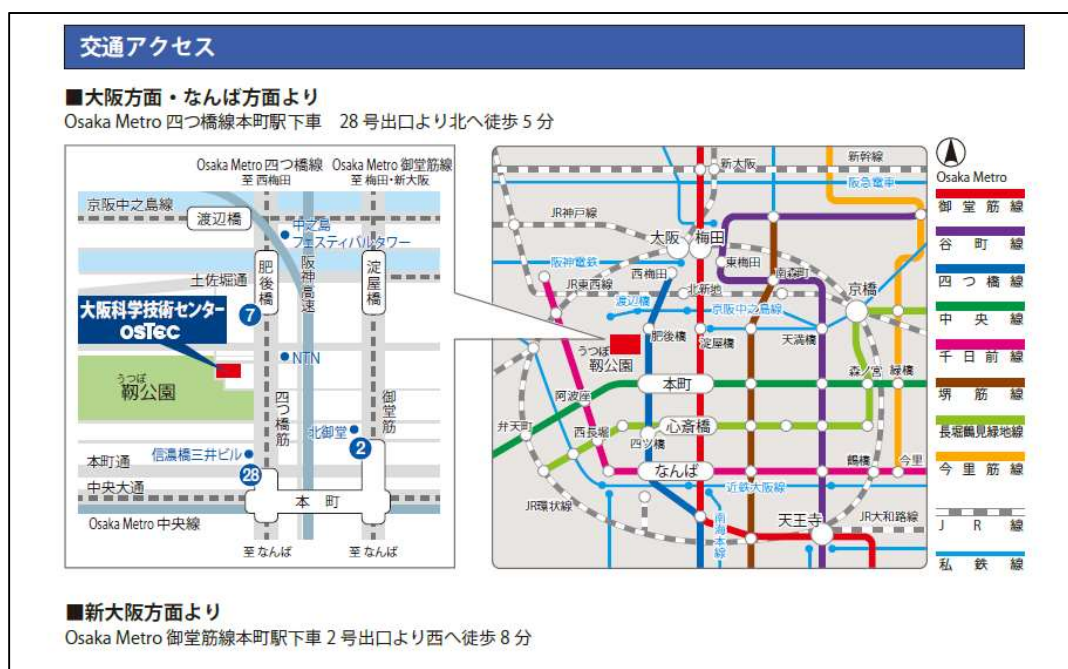 交通アクセス
■大阪方面・なんば方面より
Osaka Metro 四つ橋線本町駅下車　28 号出口より北へ徒歩 5 分
Osaka Metro 四つ橋線
至 西梅田
Osaka Metro 御堂筋線
至 梅田・新大阪
京阪中之島線
渡辺橋
中之島
フェスティバルタワー
肥後橋
阪神高速
淀屋橋
土佐堀通
大阪科学技術センター
OSTEC
7
NTN
うつぼ
靱公園
四つ橋筋
御堂筋
北御堂
2
信濃橋三井ビル
本町通
28
中央大通
本町
Osaka Metro 中央線
至 なんば
至 なんば
新大阪
新幹線
阪急電車
JR神戸線
大阪
梅田
阪神電鉄
西梅田
東梅田
南森町
JR東西線
北新地
京橋
渡辺橋
京阪中之島線
肥後橋
淀屋橋
天満橋
うつぼ
靱公園
森ノ宮
緑橋
本町
阿波座
弁天町
心斎橋
西長堀
四ツ橋
なんば
鶴橋
今里
近鉄大阪線
JR環状線
南海本線
天王寺
JR大和路線
Osaka Metro
御堂筋線
谷町線
四つ橋線
中央線
千日前線
堺筋線
長堀鶴見緑地線
今里筋線
JR線
私鉄線
■新大阪方面より
Osaka Metro 御堂筋線本町駅下車 2 号出口より西へ徒歩 8 分